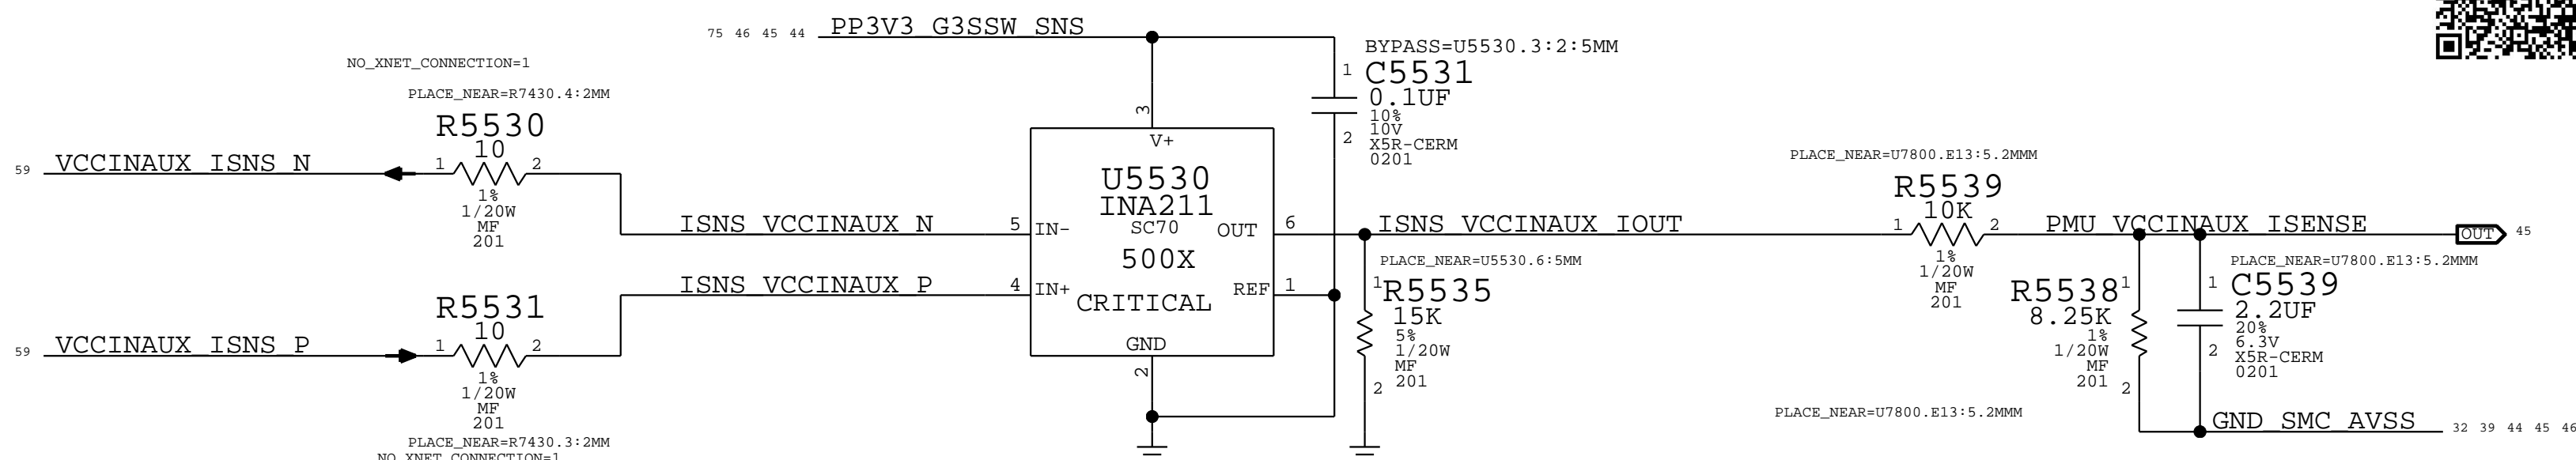 75 46 45 44 PP3V3_G3SSW_SNS
BYPASS=U5530.3:2:5MM
NO_XNET_CONNECTION=1
1 C5531
0.1UF
10%
10V
2 X5R-CERM
0201
PLACE_NEAR=R7430.4:2MM
R5530
10
59 VCCINAUX_ISNS_N 1 2
1%
1/20W
MF
201
3
V+
U5530
INA211
SC70
500X
CRITICAL
ISNS_VCCINAUX_N 5 IN-
ISNS_VCCINAUX_P 4 IN+
OUT 6 ISNS_VCCINAUX_IOUT
REF 1
GND
2
R5531
10
59 VCCINAUX_ISNS_P 1 2
1%
1/20W
MF
201
PLACE_NEAR=R7430.3:2MM
NO_XNET_CONNECTION=1
PLACE_NEAR=U5530.6:5MM
1 R5535
15K
5%
1/20W
MF
2 201
PLACE_NEAR=U7800.E13:5.2MMM
R5539
1 10K 2
1%
1/20W
MF
201
PMU_VCCINAUX_ISENSE OUT 45
R5538 1
8.25K
1%
1/20W
MF
201 2
PLACE_NEAR=U7800.E13:5.2MMM
PLACE_NEAR=U7800.E13:5.2MMM
1 C5539
2.2UF
20%
6.3V
2 X5R-CERM
0201
GND_SMC_AVSS 32 39 44 45 46